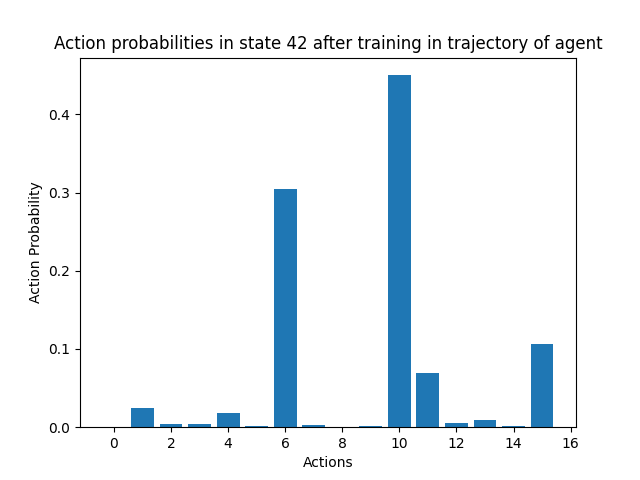 Action probabilities in state 42 after training in trajectory of agent
Action Probability
0.4
0.3
0.2
0.1
0.0
0 2 4 6 8 10 12 14 16
Actions